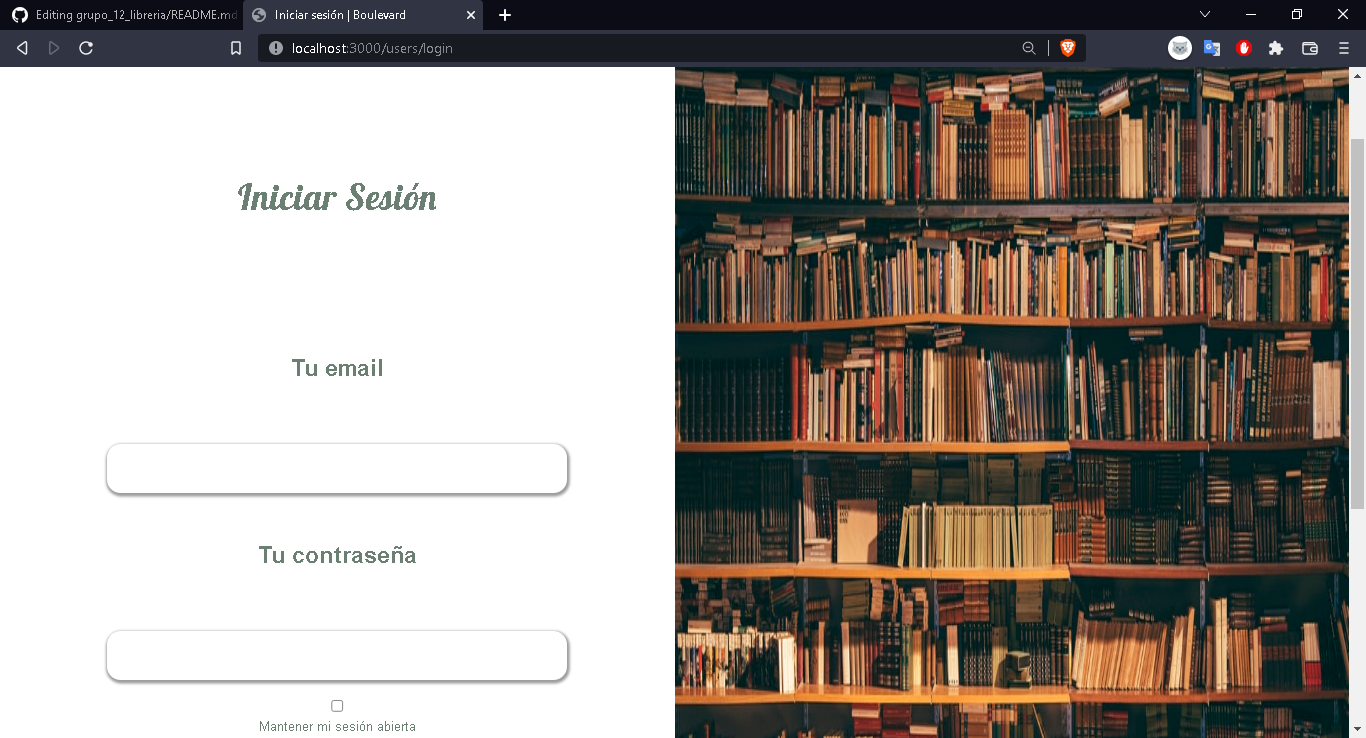 Editing grupo_12_libreria/README.md
Iniciar sesión | Boulevard
localhost:3000/users/login
Iniciar Sesión
Tu email
Tu contraseña
Mantener mi sesión abierta